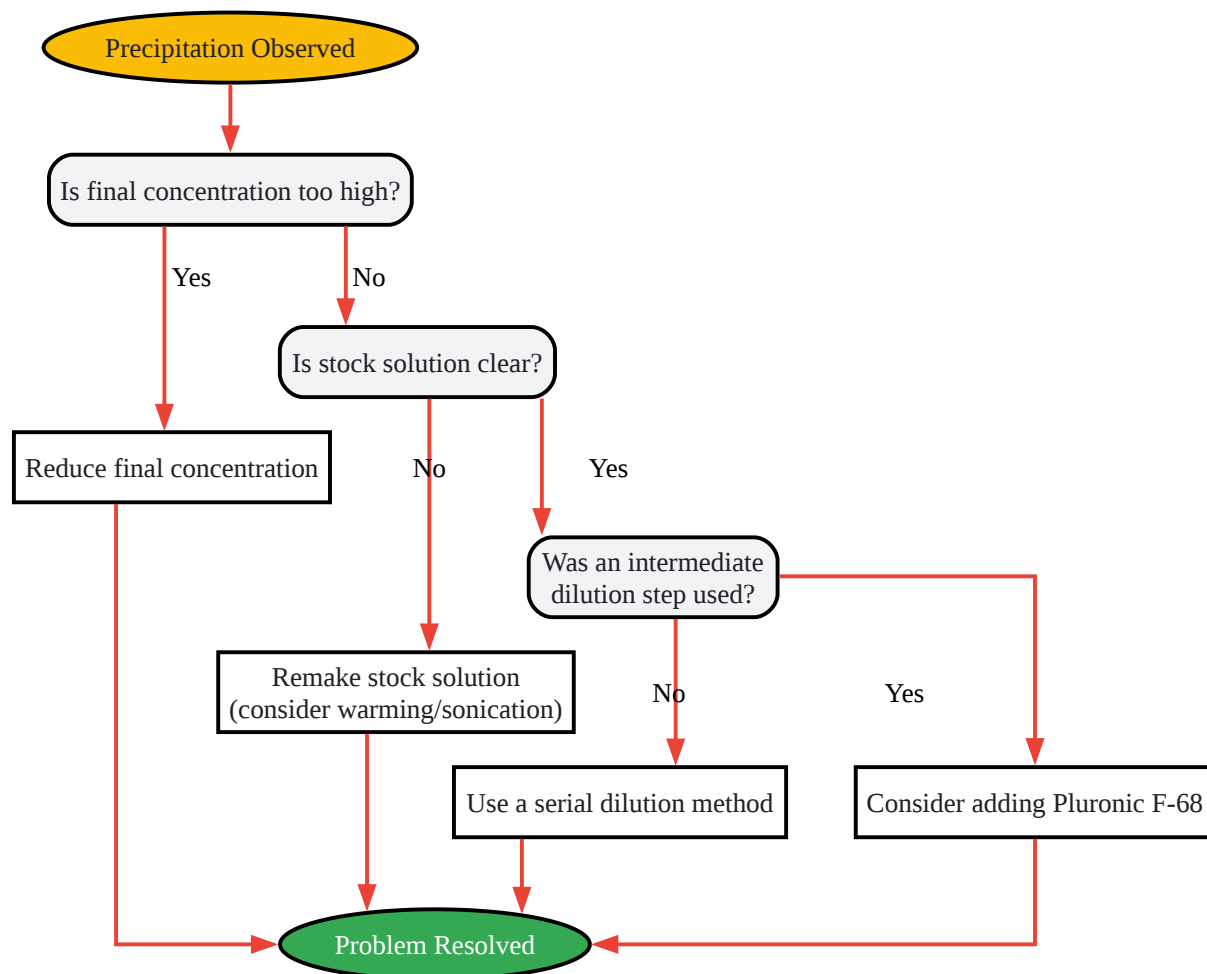 Precipitation Observed
Is final concentration too high?
Yes
No
Is stock solution clear?
Reduce final concentration
No
Yes
Was an intermediate
dilution step used?
Remake stock solution
(consider warming/sonication)
No
Yes
Use a serial dilution method
Consider adding Pluronic F-68
Problem Resolved